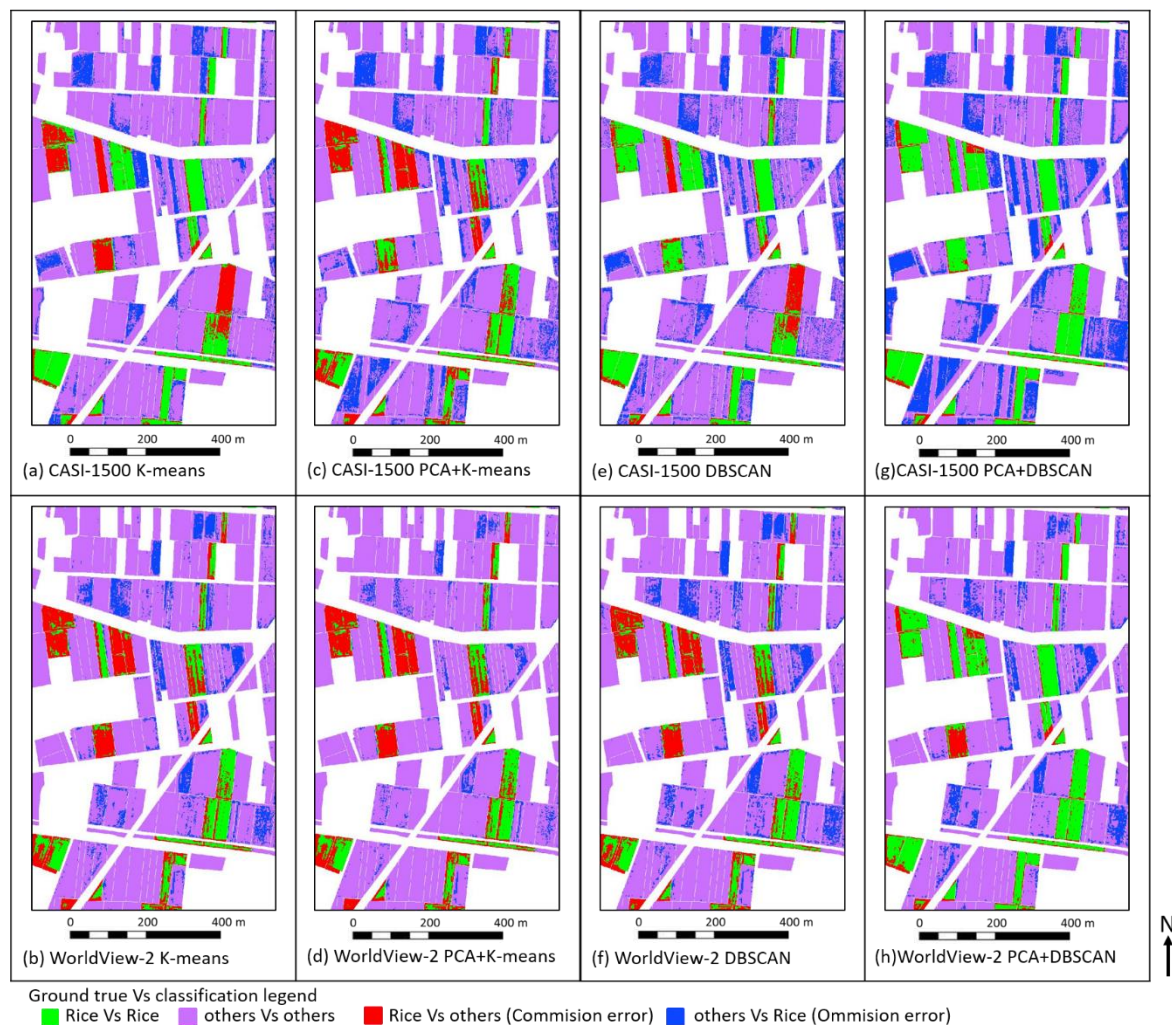 0 200 400 m
(a) CASI-1500 K-means
0 200 400 m
(c) CASI-1500 PCA+K-means
0 200 400 m
(e) CASI-1500 DBSCAN
0 200 400 m
(g)CASI-1500 PCA+DBSCAN
0 200 400 m
(b) WorldView-2 K-means
0 200 400 m
(d) WorldView-2 PCA+K-means
0 200 400 m
(f) WorldView-2 DBSCAN
0 200 400 m
(h)WorldView-2 PCA+DBSCAN
N
Ground true Vs classification legend
Rice Vs Rice others Vs others Rice Vs others (Commision error) others Vs Rice (Ommision error)